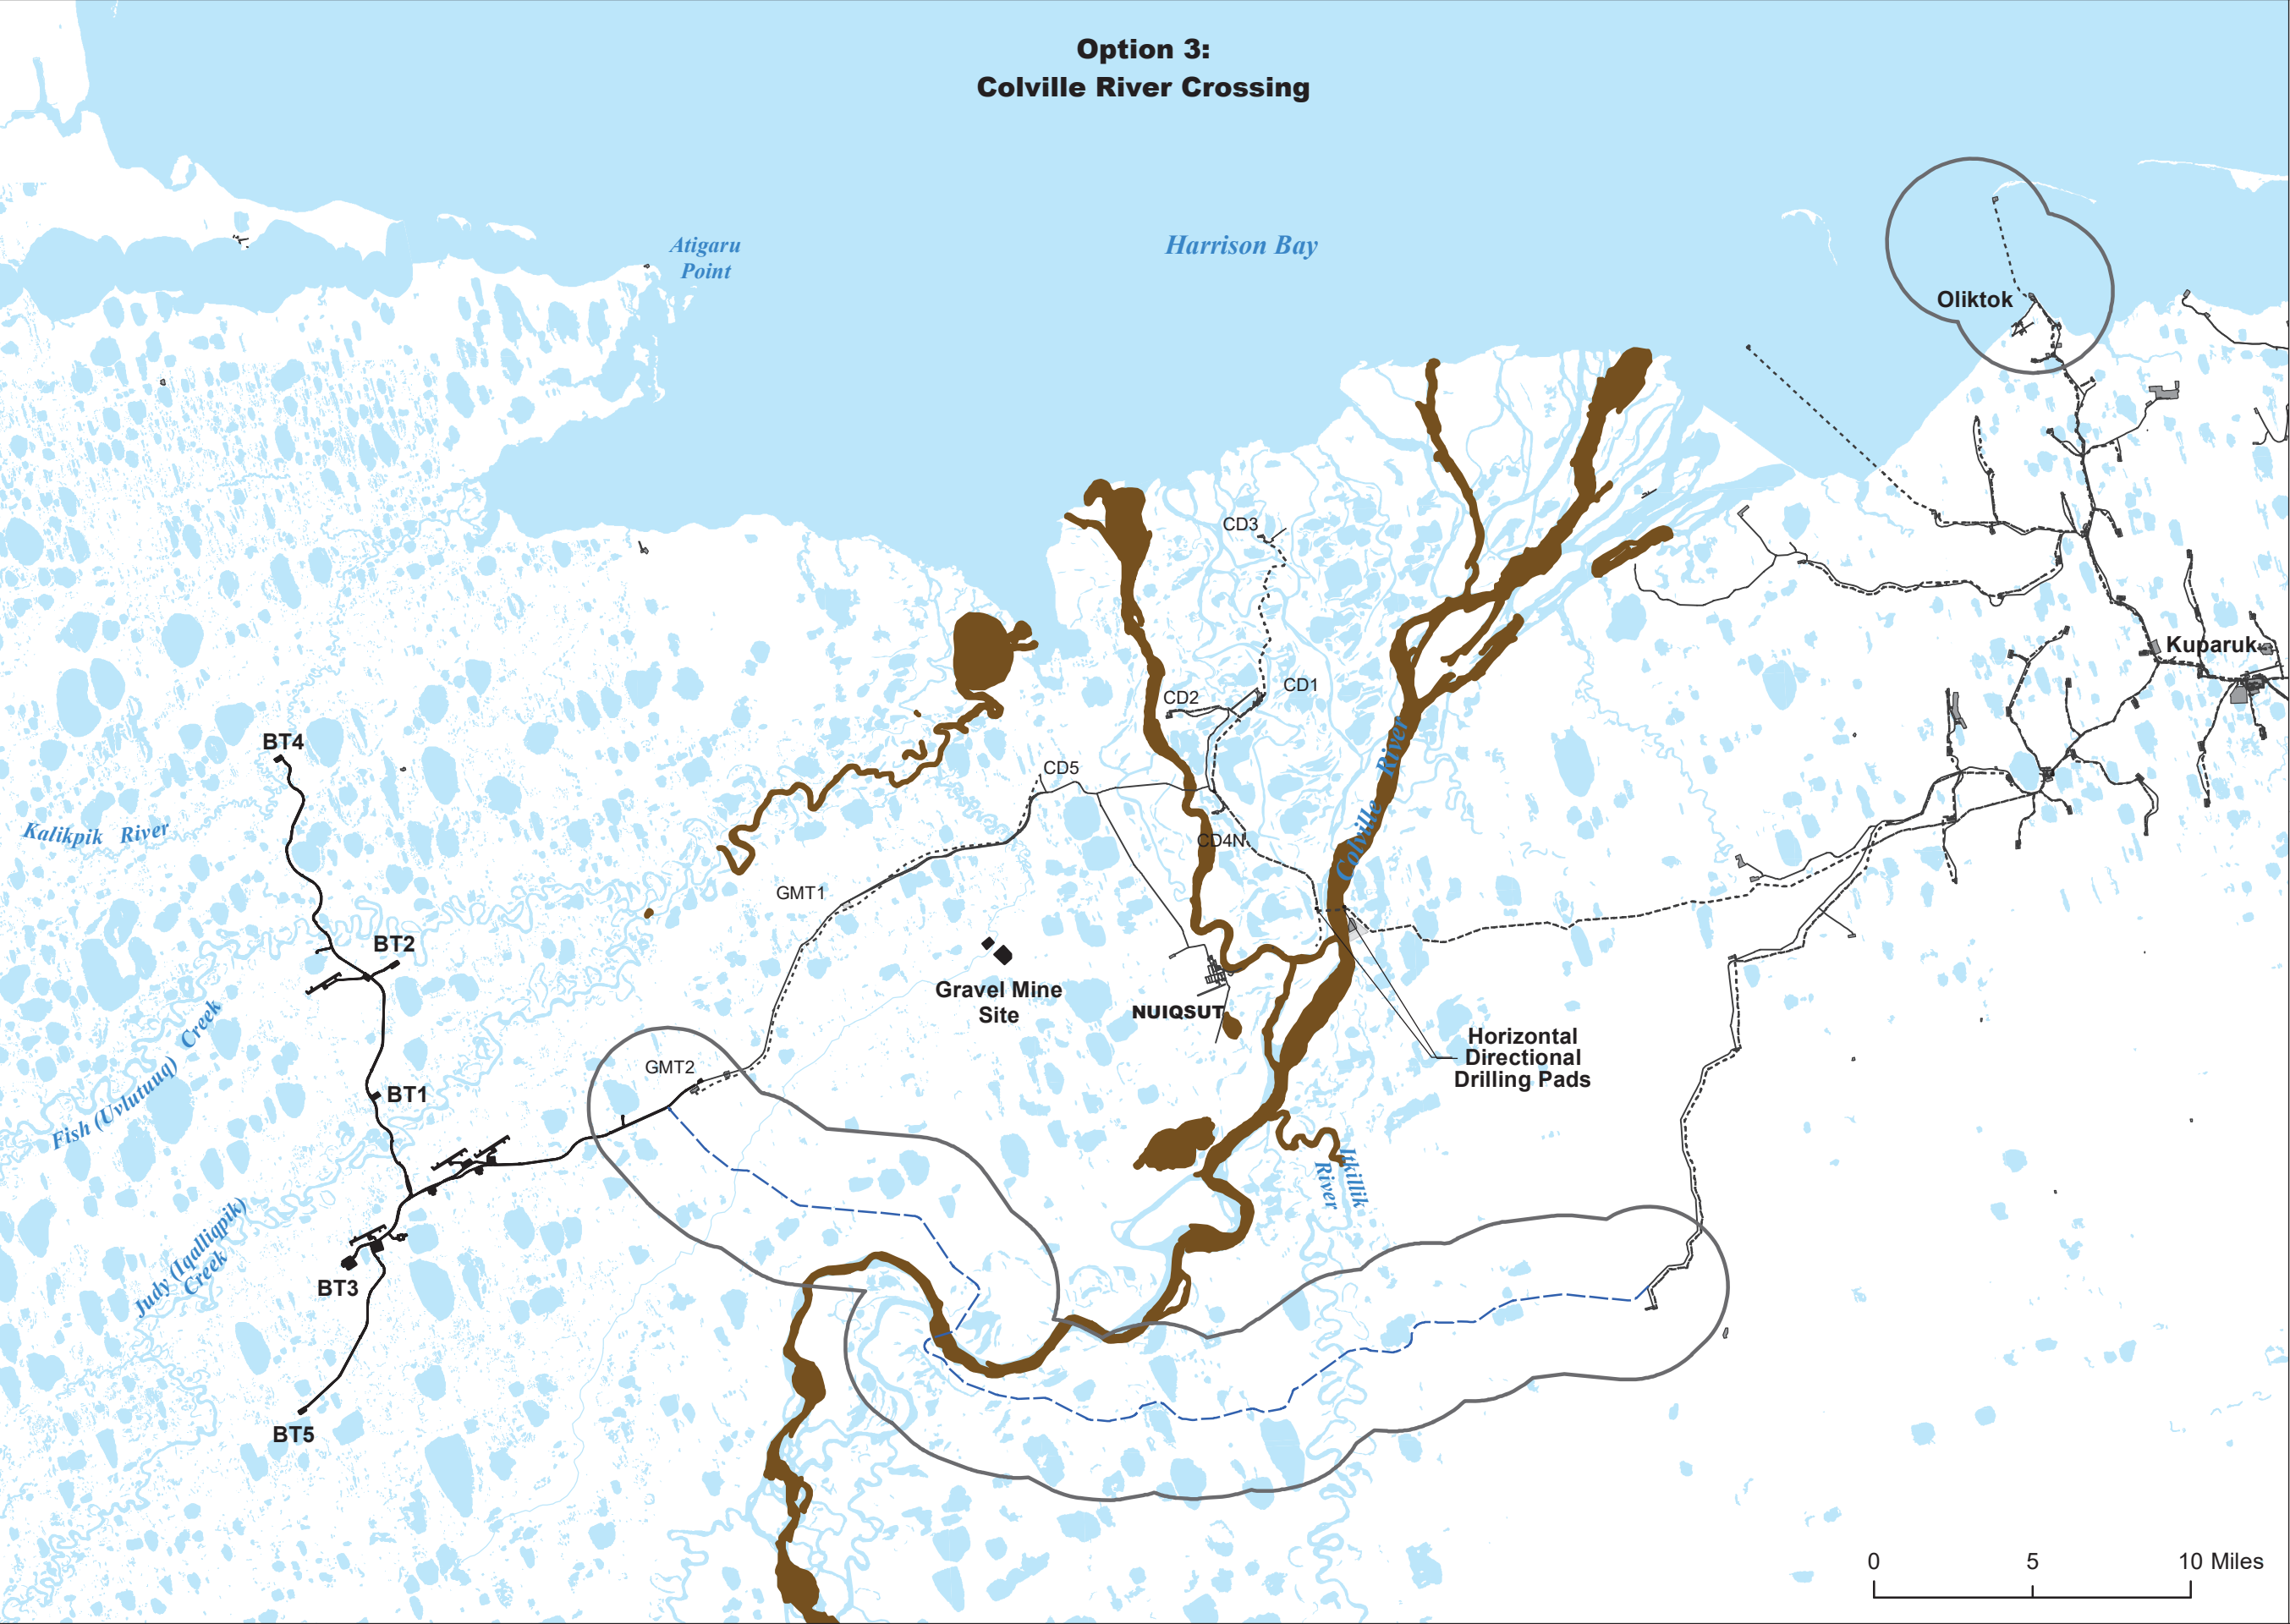 Option 3:
Colville River Crossing
Atigaru
Point
Harrison Bay
Oliktok
CD3
Kuparuk
CD2
CD1
BT4
CD5
Colville River
Kalikpik River
CD4N
GMT1
BT2
Gravel Mine
Site
NUIQSUT
Fish (Uvlutuuq) Creek
Horizontal
Directional
Drilling Pads
GMT2
BT1
Itkillik
River
Judy (Iqalliqpik)
Creek
BT3
BT5
0 5 10 Miles